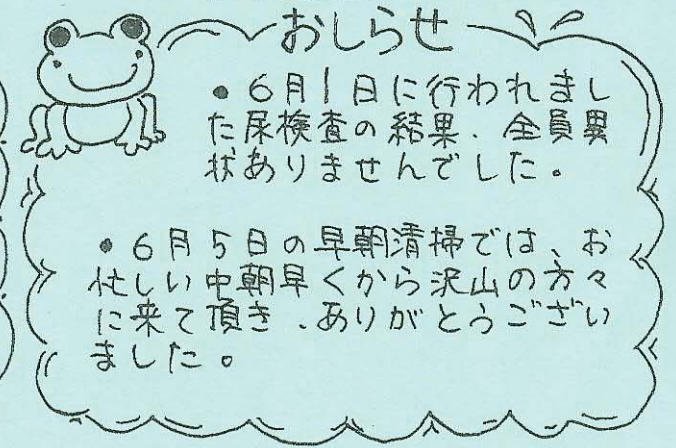 おしらせ
•6月1日に行われまし
た尿検査の結果、全員異
状ありませんでした。
•6月5日の早朝清掃では、お
忙しい中朝早くから沢山の方々
に来て頂き、ありがとうござい
ました。